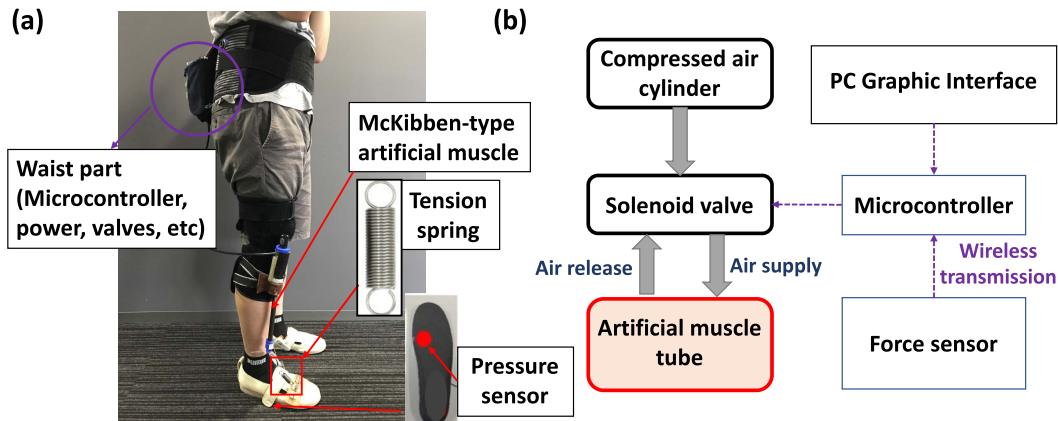 (a)
McKibben-type
artificial muscle
Waist part
(Microcontroller,
power, valves, etc)
Tension
spring
Pressure
sensor
(b)
Compressed air
cylinder
PC Graphic Interface
Solenoid valve
Microcontroller
Air release
Air supply
Wireless
transmission
Artificial muscle
tube
Force sensor